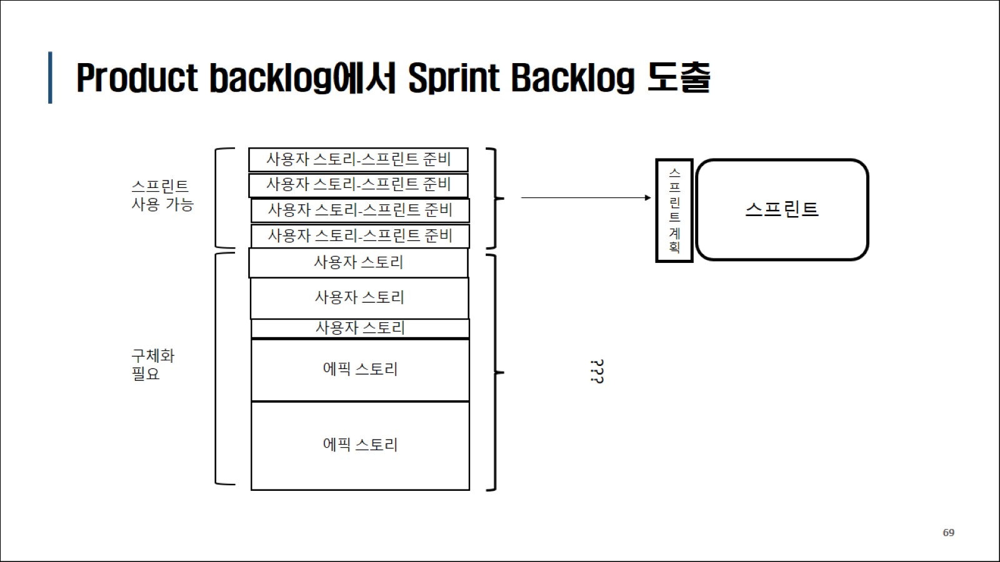 Product backlog에서 Sprint Backlog 도출
스프린트
사용 가능
사용자 스토리-스프린트 준비
사용자 스토리-스프린트 준비
사용자 스토리-스프린트 준비
사용자 스토리-스프린트 준비
스프린트계획
스프린트
사용자 스토리
사용자 스토리
사용자 스토리
구체화
필요
에픽 스토리
에픽 스토리
???
69